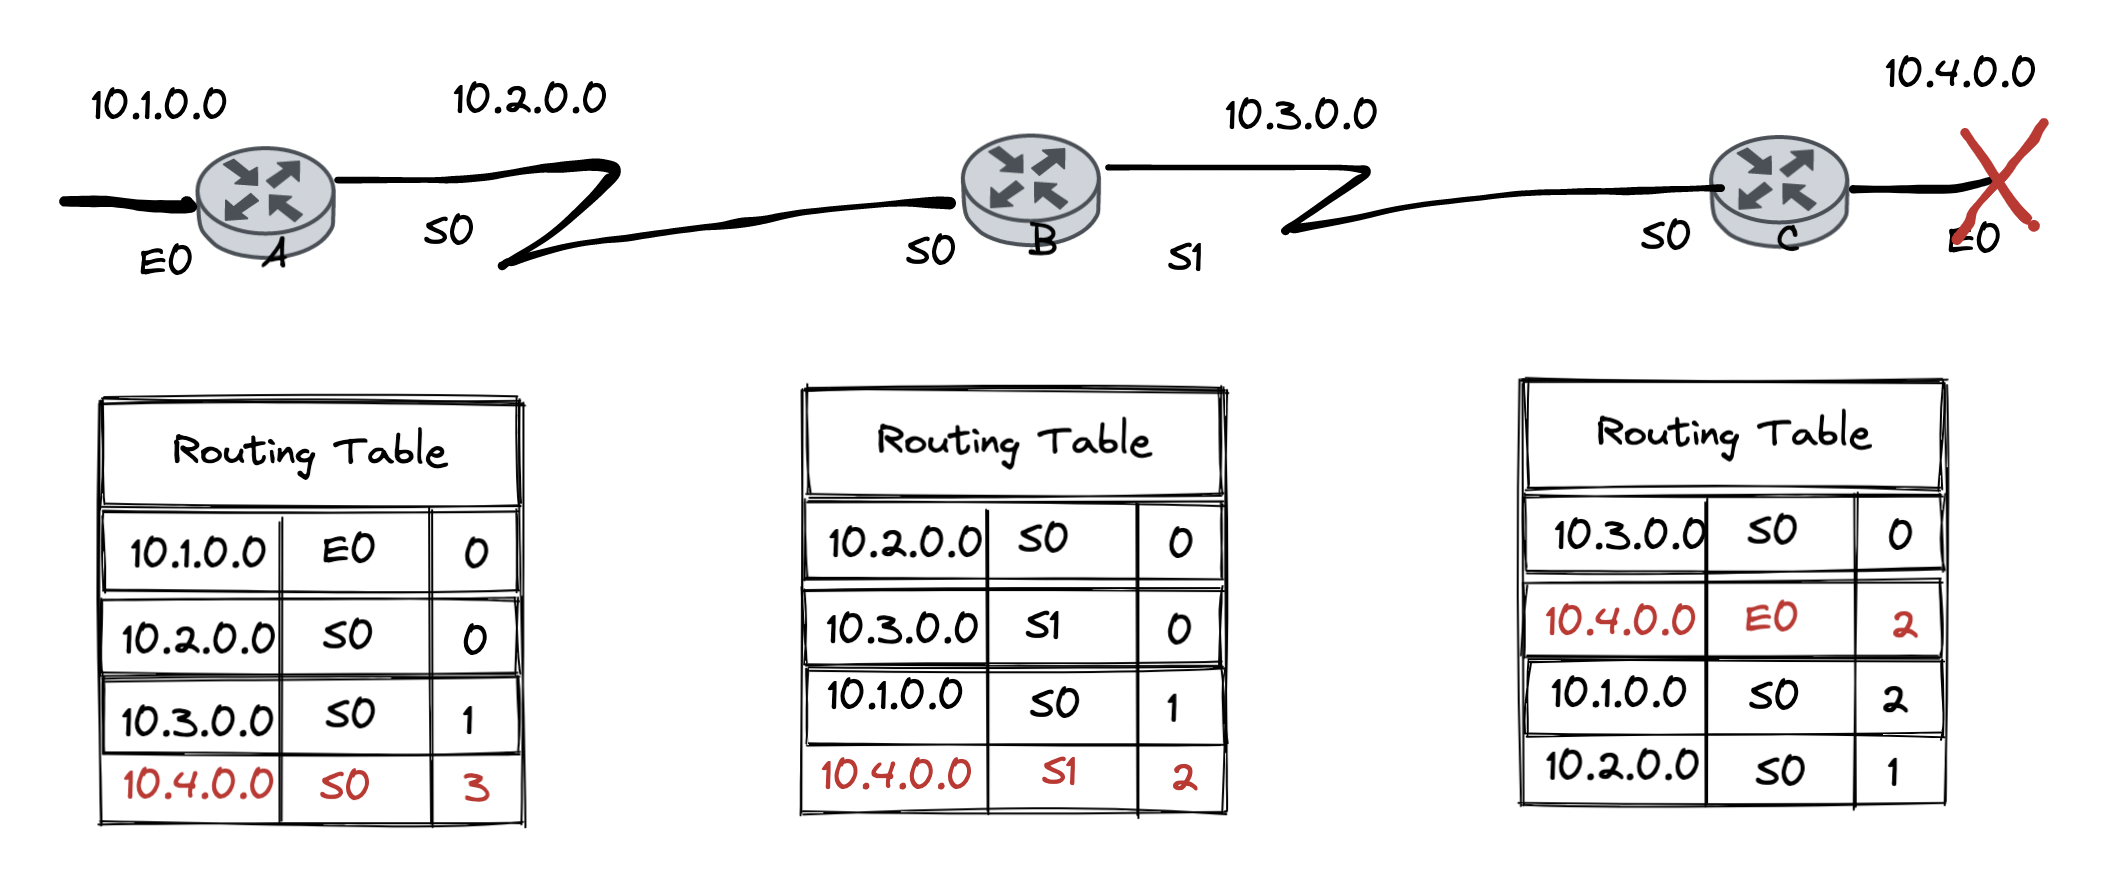 10.1.0.0
10.2.0.0
10.3.0.0
10.4.0.0
E0
A
S0
S0
B
S1
S0
C
E0
Routing Table
10.1.0.0 E0 0
10.2.0.0 S0 0
10.3.0.0 S0 1
10.4.0.0 S0 3
Routing Table
10.2.0.0 S0 0
10.3.0.0 S1 0
10.1.0.0 S0 1
10.4.0.0 S1 2
Routing Table
10.3.0.0 S0 0
10.4.0.0 E0 2
10.1.0.0 S0 2
10.2.0.0 S0 1